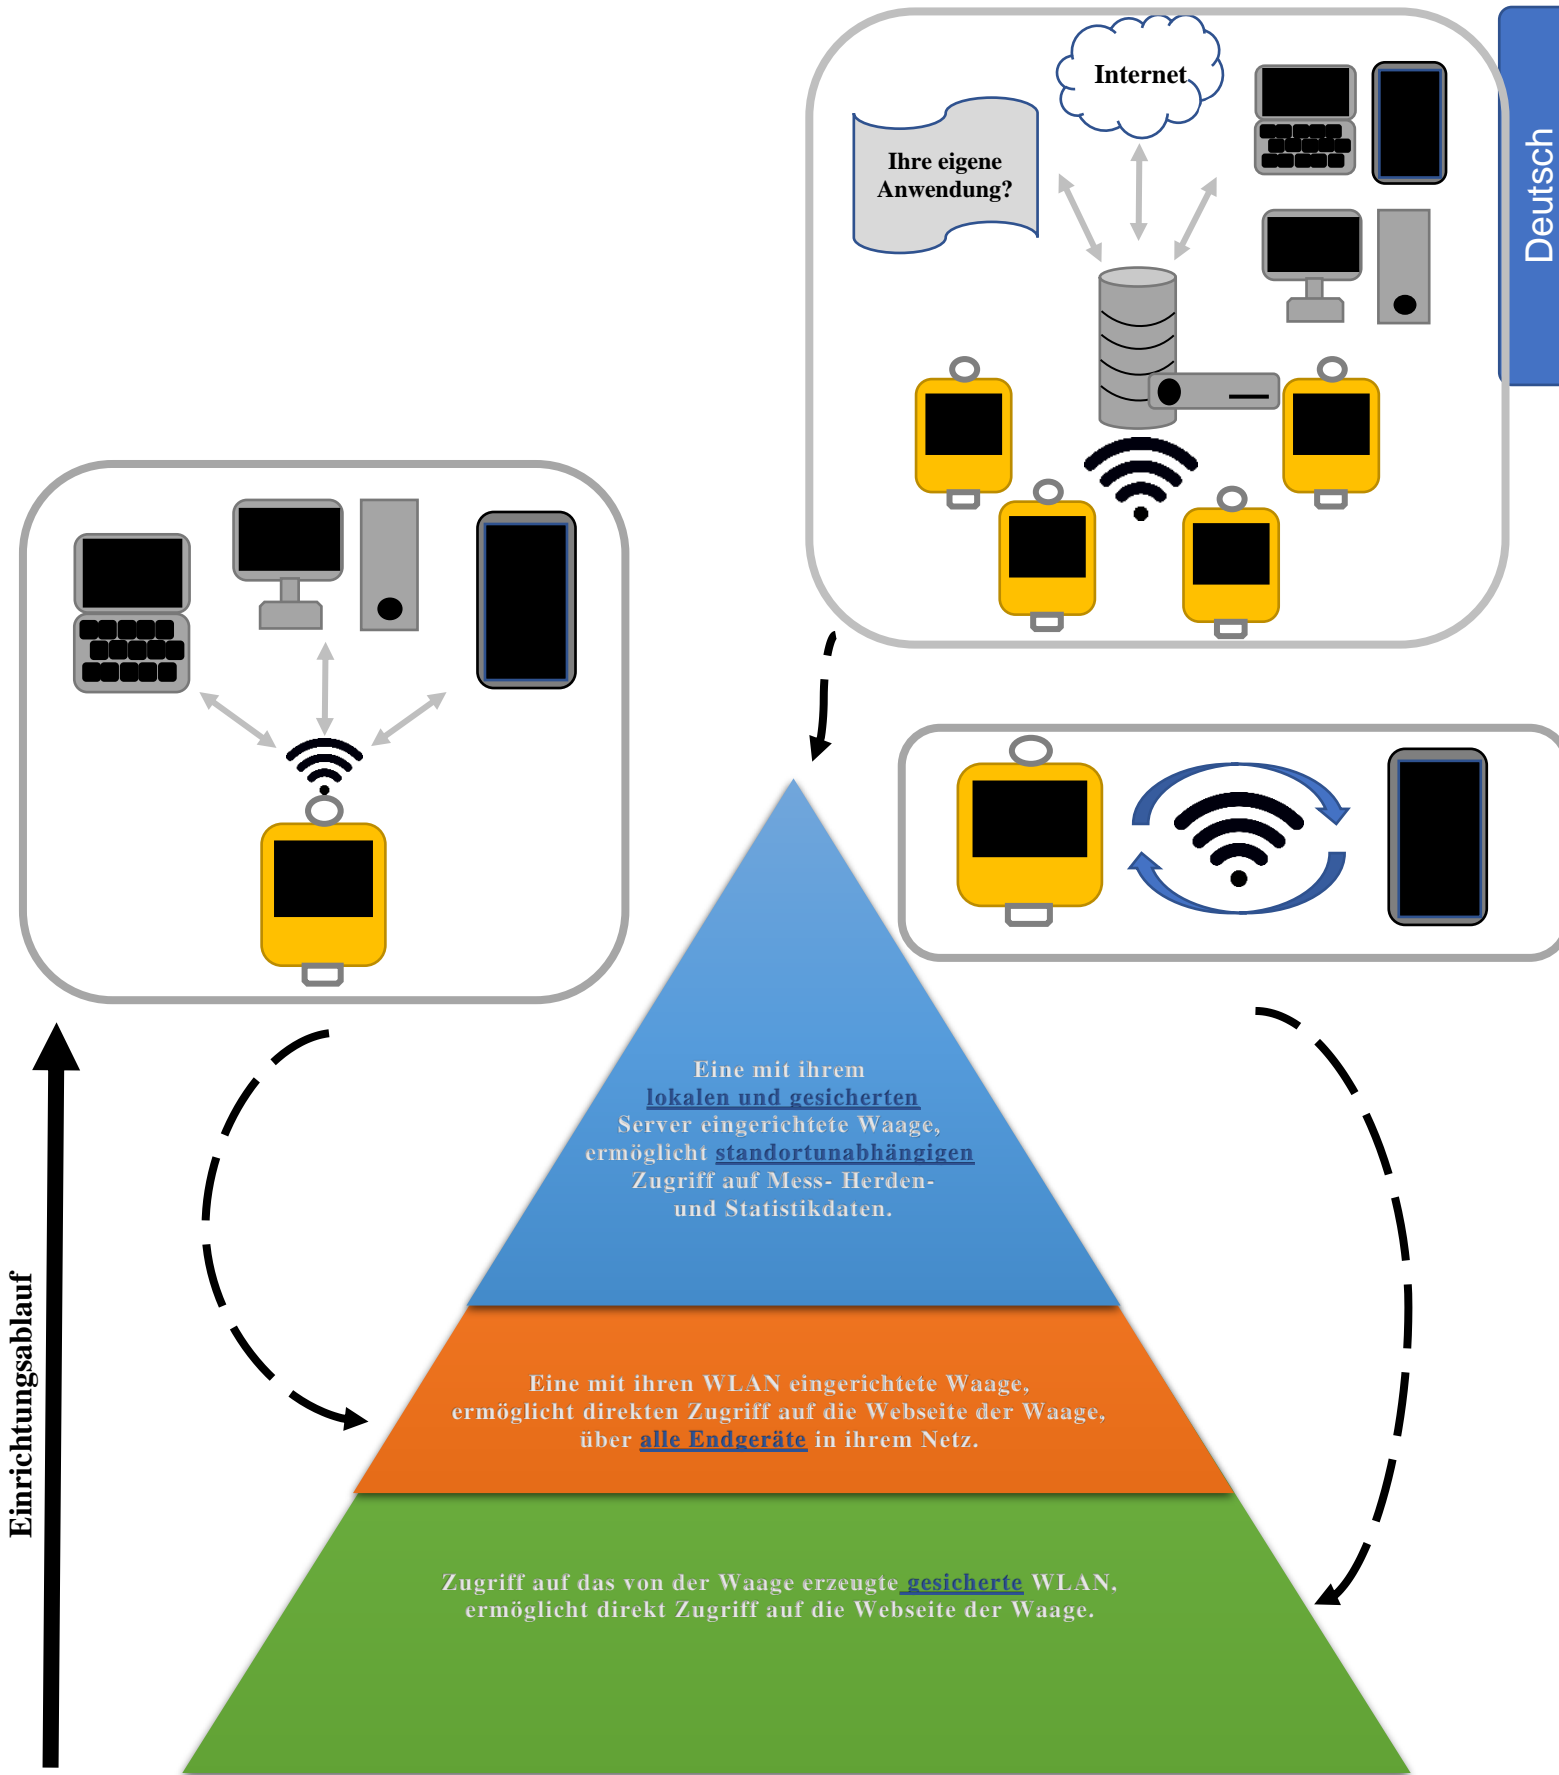 Internet
Ihre eigene
Anwendung?
Deutsch
Eine mit ihrem
lokalen und gesicherten
Server eingerichtete Waage,
ermöglicht standortunabhängigen
Zugriff auf Mess- Herden-
und Statistikdaten.
Einrichtungsablauf
Eine mit ihren WLAN eingerichtete Waage,
ermöglicht direkten Zugriff auf die Webseite der Waage,
über alle Endgeräte in ihrem Netz.
Zugriff auf das von der Waage erzeugte gesicherte WLAN,
ermöglicht direkt Zugriff auf die Webseite der Waage.